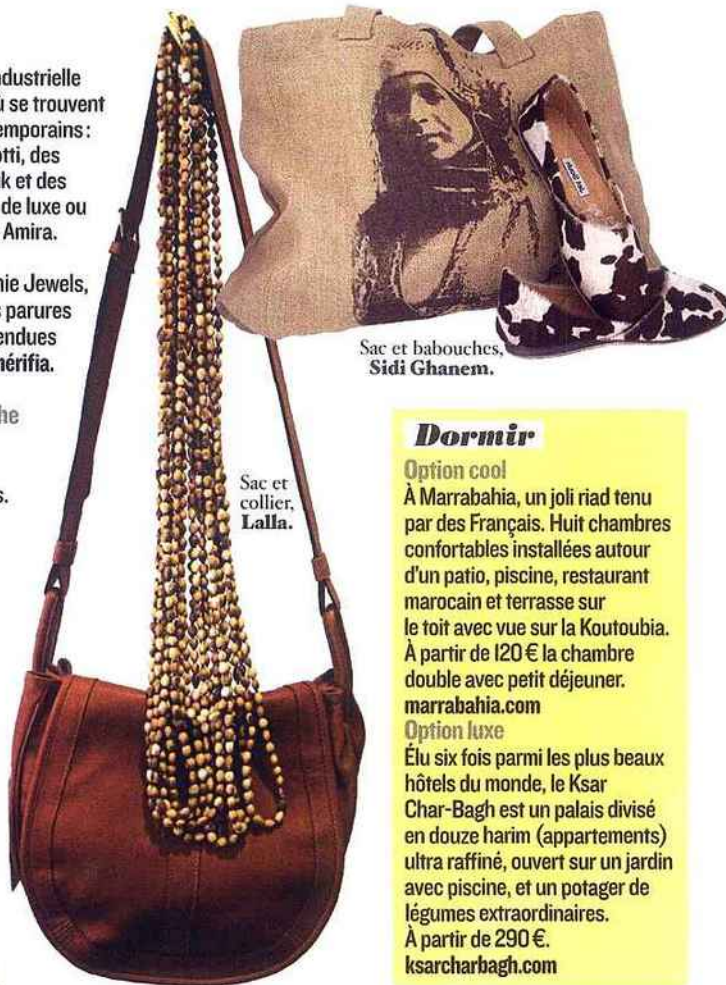 ndustrielle
ù se trouvent
emporains :
otti, des
ik et des
de luxe ou
Amira.
nie Jewels,
s parures
endues
nérifia.
he
s.
Sac et babouches,
Sidi Ghanem.
Sac et
collier,
Lalla.
Dormir
Option cool
À Marrabahia, un joli riad tenu
par des Français. Huit chambres
confortables installées autour
d'un patio, piscine, restaurant
marocain et terrasse sur
le toit avec vue sur la Koutoubia.
À partir de 120 € la chambre
double avec petit déjeuner.
marrabahia.com
Option luxe
Élu six fois parmi les plus beaux
hôtels du monde, le Ksar
Char-Bagh est un palais divisé
en douze harim (appartements)
ultra raffiné, ouvert sur un jardin
avec piscine, et un potager de
légumes extraordinaires.
À partir de 290 €.
ksarcharbagh.com